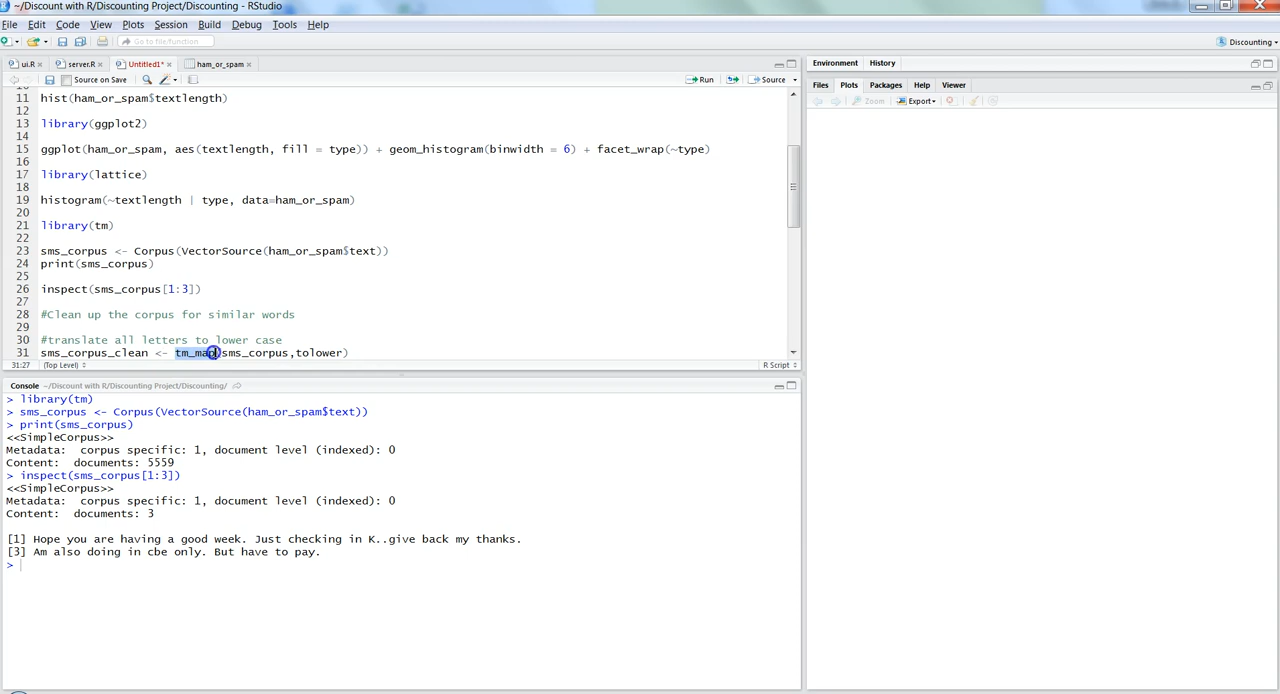 ~/Discount with R/Discounting Project/Discounting - RStudio
File Edit Code View Plots Session Build Debug Tools Help
Go to file/function
Discounting
ui.R server.R Untitled1* ham_or_spam
Source on Save Run Source
11 hist(ham_or_spam$textlength)
12
13 library(ggplot2)
14
15 ggplot(ham_or_spam, aes(textlength, fill = type)) + geom_histogram(binwidth = 6) + facet_wrap(~type)
16
17 library(lattice)
18
19 histogram(~textlength | type, data=ham_or_spam)
20
21 library(tm)
22
23 sms_corpus <- Corpus(VectorSource(ham_or_spam$text))
24 print(sms_corpus)
25
26 inspect(sms_corpus[1:3])
27
28 #Clean up the corpus for similar words
29
30 #translate all letters to lower case
31 sms_corpus_clean <- tm_map(sms_corpus,tolower)
31:27 (Top Level) R Script
Console ~/Discount with R/Discounting Project/Discounting/
> library(tm)
> sms_corpus <- Corpus(VectorSource(ham_or_spam$text))
> print(sms_corpus)
<<SimpleCorpus>>
Metadata: corpus specific: 1, document level (indexed): 0
Content: documents: 5559
> inspect(sms_corpus[1:3])
<<SimpleCorpus>>
Metadata: corpus specific: 1, document level (indexed): 0
Content: documents: 3
[1] Hope you are having a good week. Just checking in K..give back my thanks.
[3] Am also doing in cbe only. But have to pay.
>
Environment History
Files Plots Packages Help Viewer
Zoom Export